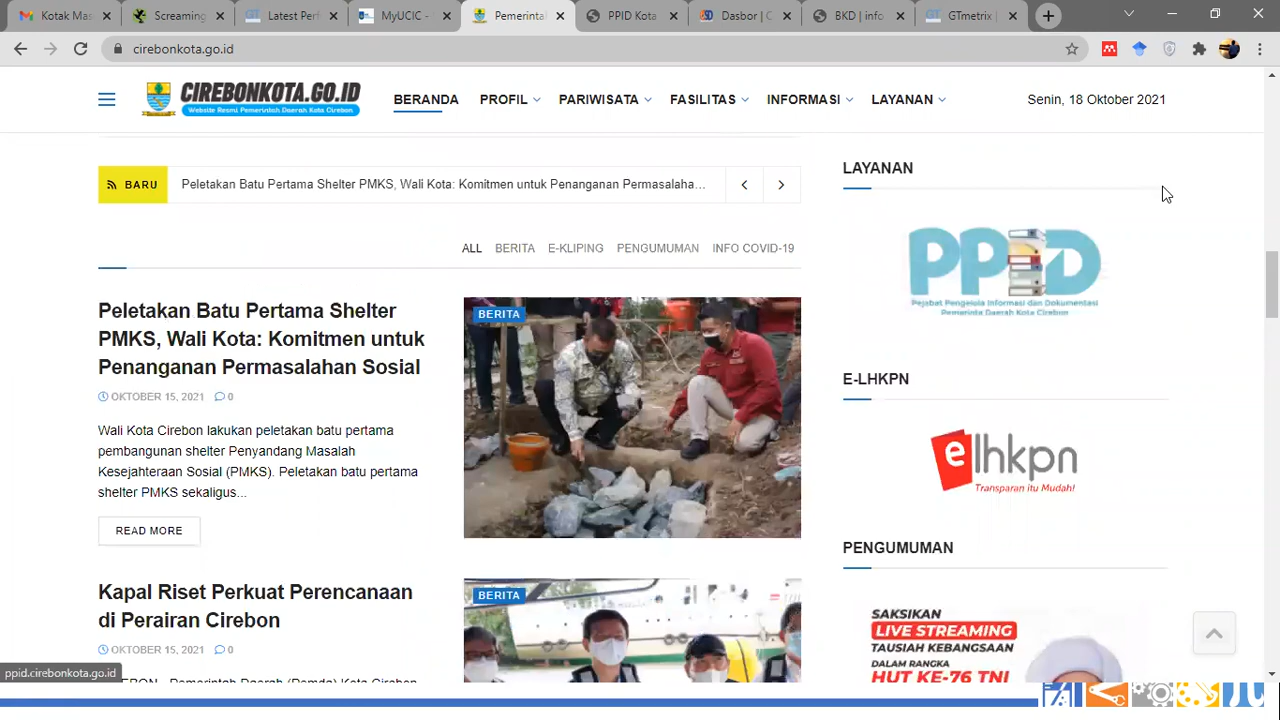 Kotak Mas
Screaming
Latest Perf
MyUCIC -
Pemerinta
PPID Kota
Dasbor | C
BKD | info
GTmetrix |
cirebonkota.go.id
CIREBONKOTA.GO.ID
Website Resmi Pemerintah Daerah Kota Cirebon
BERANDA
PROFIL
PARIWISATA
FASILITAS
INFORMASI
LAYANAN
Senin, 18 Oktober 2021
BARU
Peletakan Batu Pertama Shelter PMKS, Wali Kota: Komitmen untuk Penanganan Permasalaha...
ALL
BERITA
E-KLIPING
PENGUMUMAN
INFO COVID-19
Peletakan Batu Pertama Shelter
PMKS, Wali Kota: Komitmen untuk
Penanganan Permasalahan Sosial
OKTOBER 15, 2021
0
Wali Kota Cirebon lakukan peletakan batu pertama
pembangunan shelter Penyandang Masalah
Kesejahteraan Sosial (PMKS). Peletakan batu pertama
shelter PMKS sekaligus...
READ MORE
BERITA
Kapal Riset Perkuat Perencanaan
di Perairan Cirebon
OKTOBER 15, 2021
0
CIREBON - Pemerintah Daerah (Pemda) Kota Cirebon
BERITA
LAYANAN
PPID
Pejabat Pengelola Informasi dan Dokumentasi
Pemerinta Daerah Kota Cirebon
E-LHKPN
elhkpn
Transparan itu Mudah!
PENGUMUMAN
SAKSIKAN
LIVE STREAMING
TAUSIAH KEBANGSAAN
DALAM RANGKA
HUT KE-76 TNI
ppid.cirebonkota.go.id